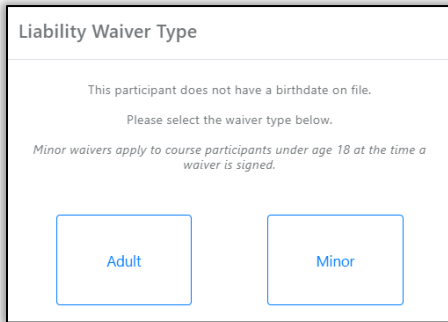 Liability Waiver Type
This participant does not have a birthdate on file.
Please select the waiver type below.
Minor waivers apply to course participants under age 18 at the time a
waiver is signed.
Adult
Minor